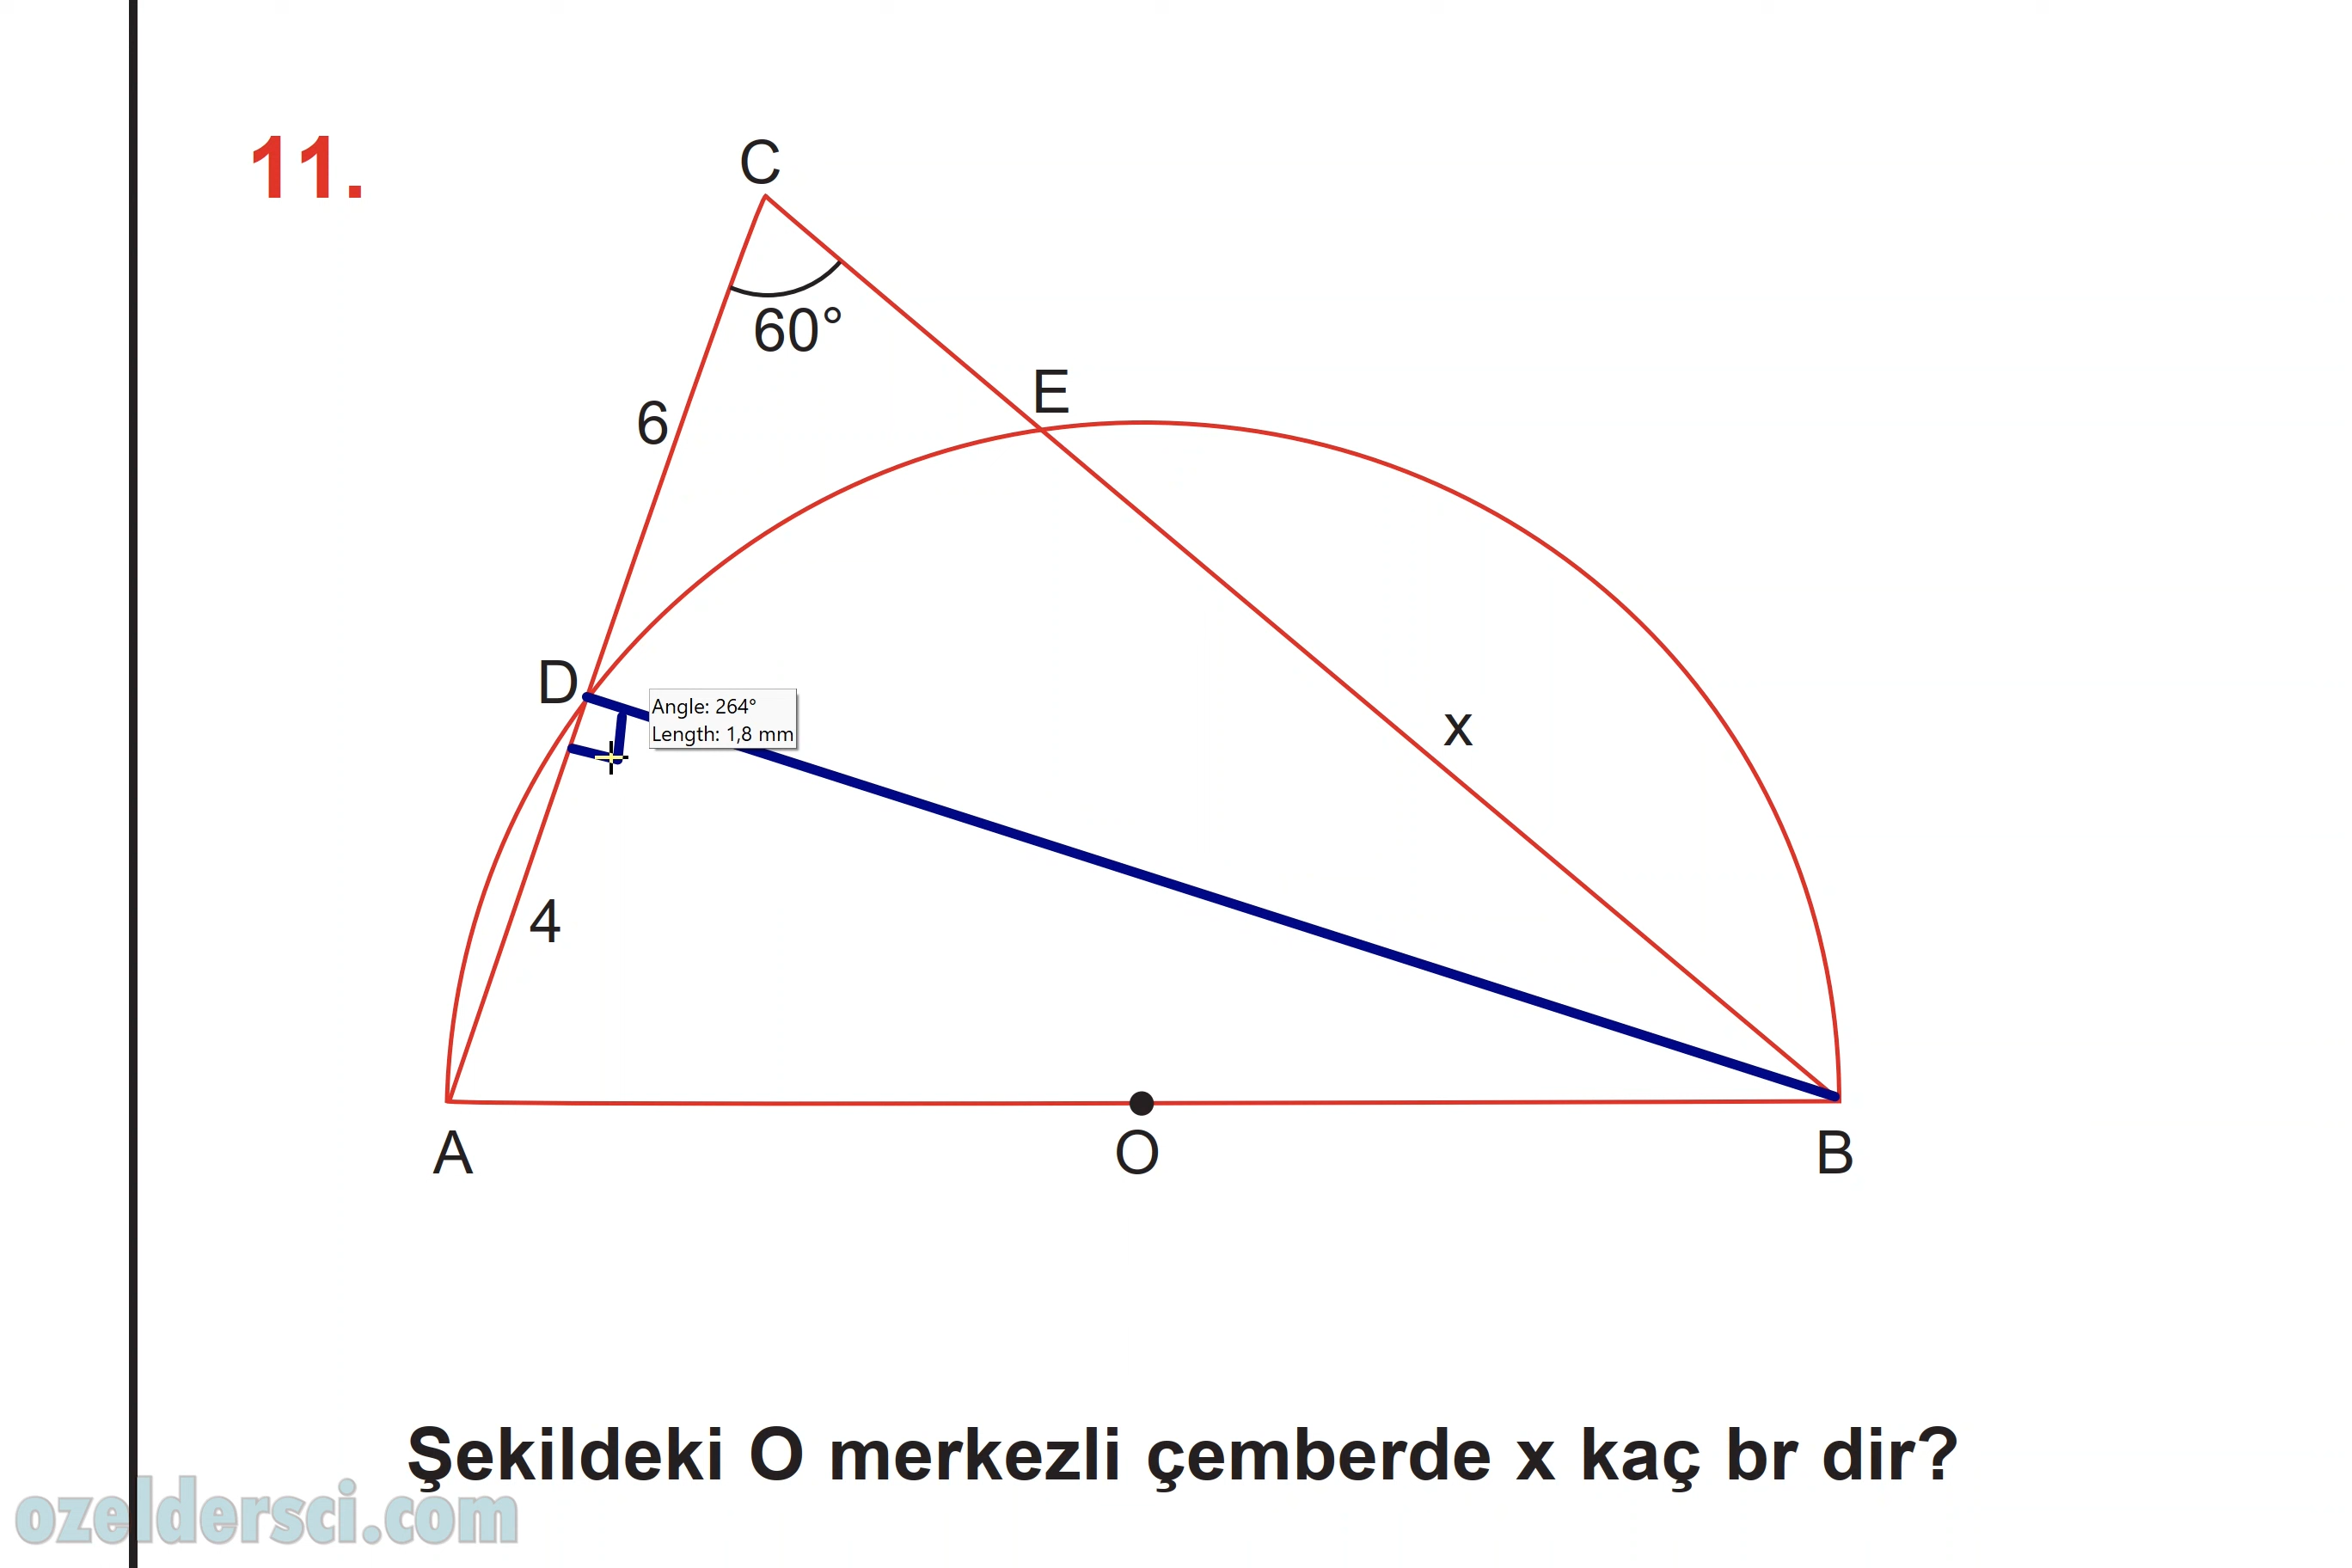 11.
C
60°
E
6
D
Angle: 264°
Length: 1,8 mm
x
4
A
O
B
Şekildeki O merkezli çemberde x kaç br dir?
ozeldersci.com